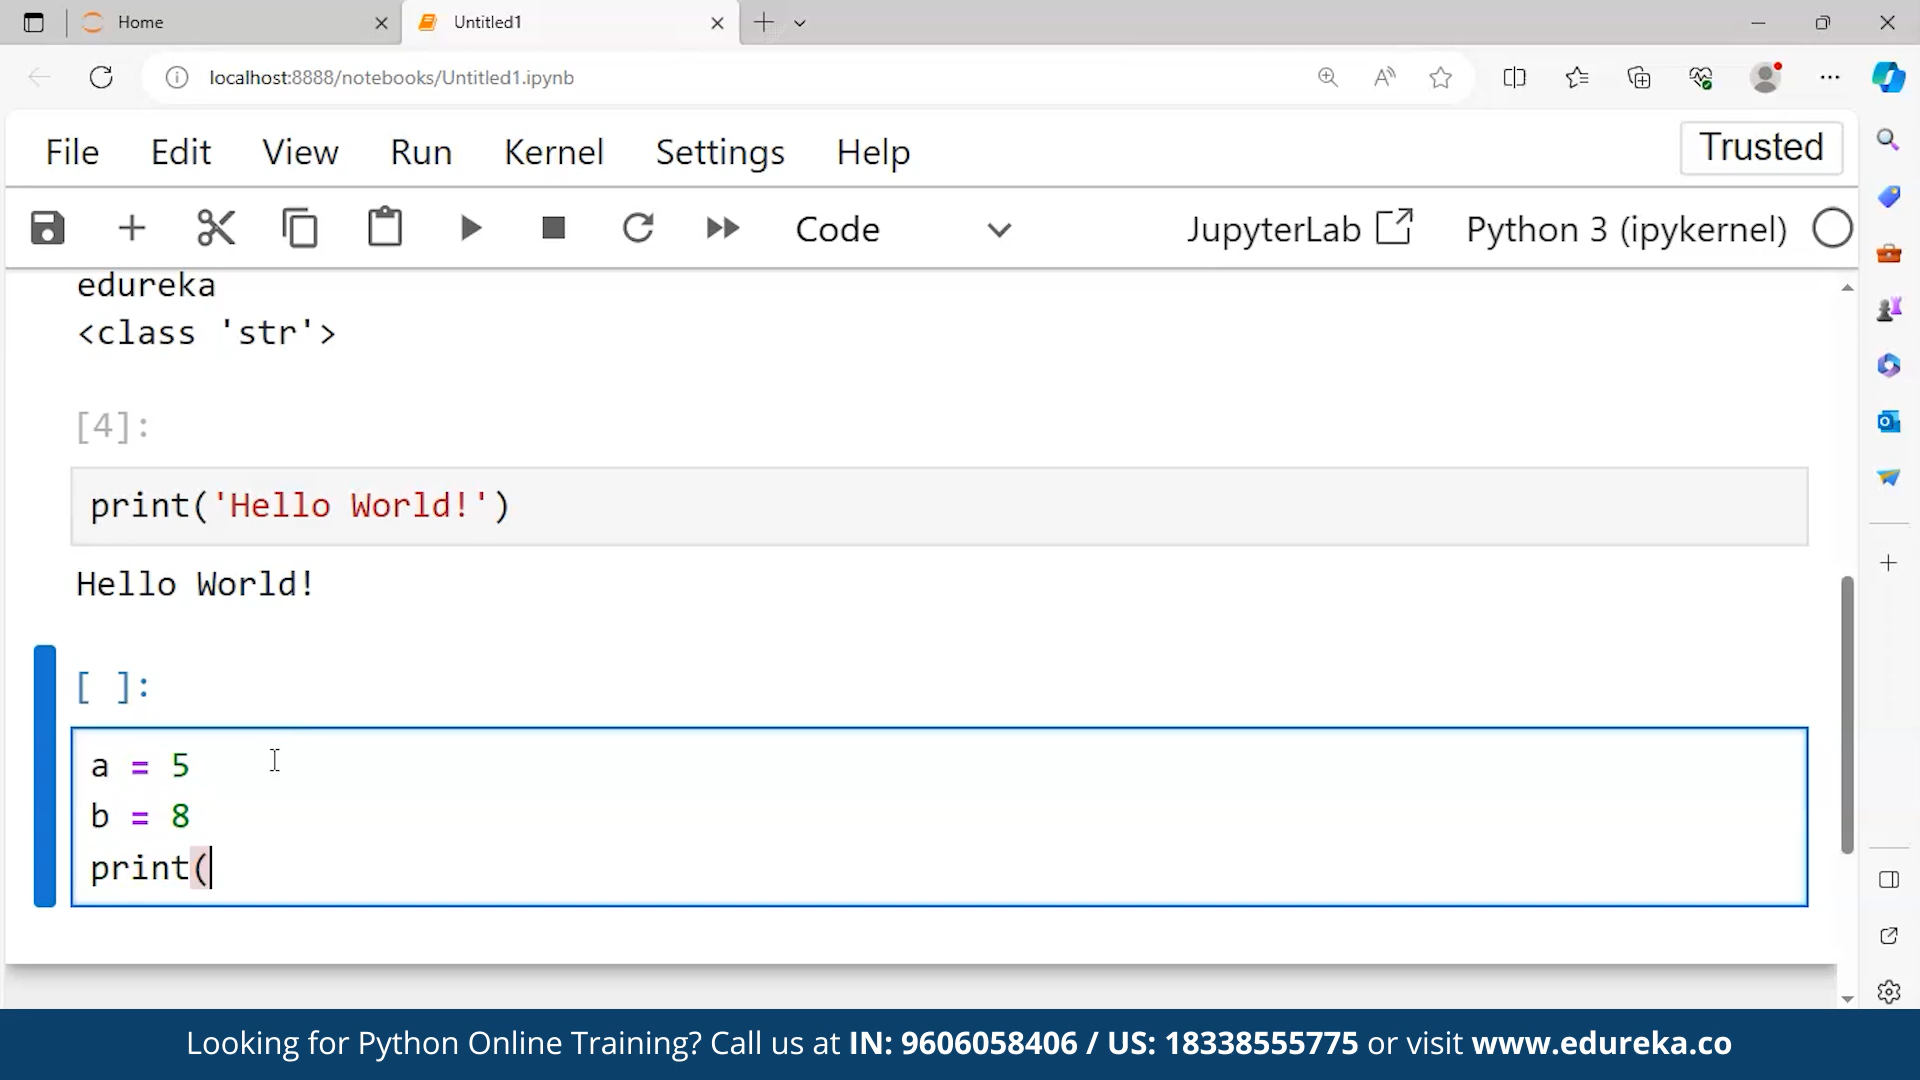 Home
Untitled1
localhost:8888/notebooks/Untitled1.ipynb
File Edit View Run Kernel Settings Help
Trusted
Code
JupyterLab
Python 3 (ipykernel)
edureka
<class 'str'>
[4]:
print('Hello World!')
Hello World!
[ ]:
a = 5
b = 8
print(
Looking for Python Online Training? Call us at IN: 9606058406 / US: 18338555775 or visit www.edureka.co